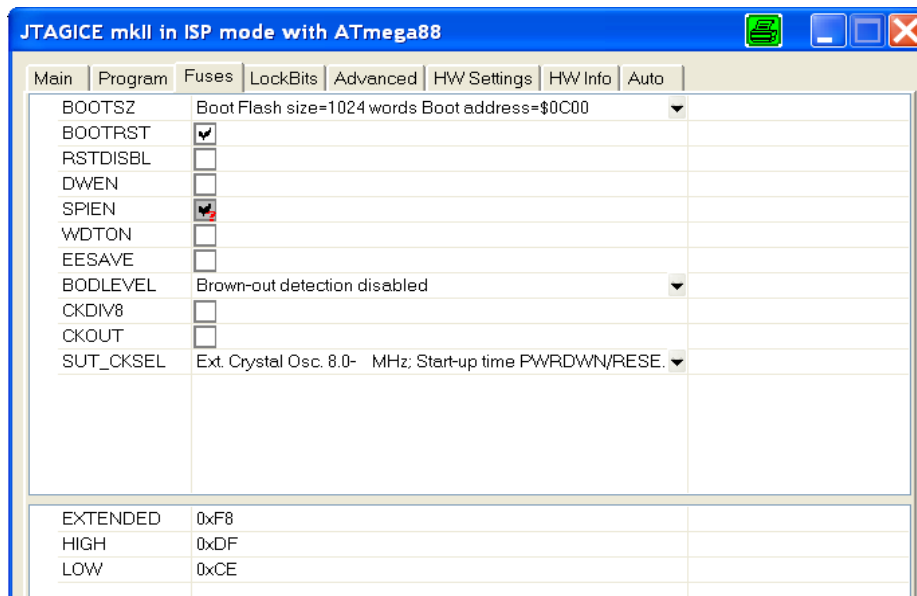 JTAGICE mkII in ISP mode with ATmega88
Main Program Fuses LockBits Advanced HW Settings HW Info Auto
BOOTSZ Boot Flash size=1024 words Boot address=$0C00
BOOTRST
RSTDISBL
DWEN
SPIEN
WDTON
EESAVE
BODLEVEL Brown-out detection disabled
CKDIV8
CKOUT
SUT_CKSEL Ext. Crystal Osc. 8.0- MHz; Start-up time PWRDWN/RESE.
EXTENDED 0xF8
HIGH 0xDF
LOW 0xCE